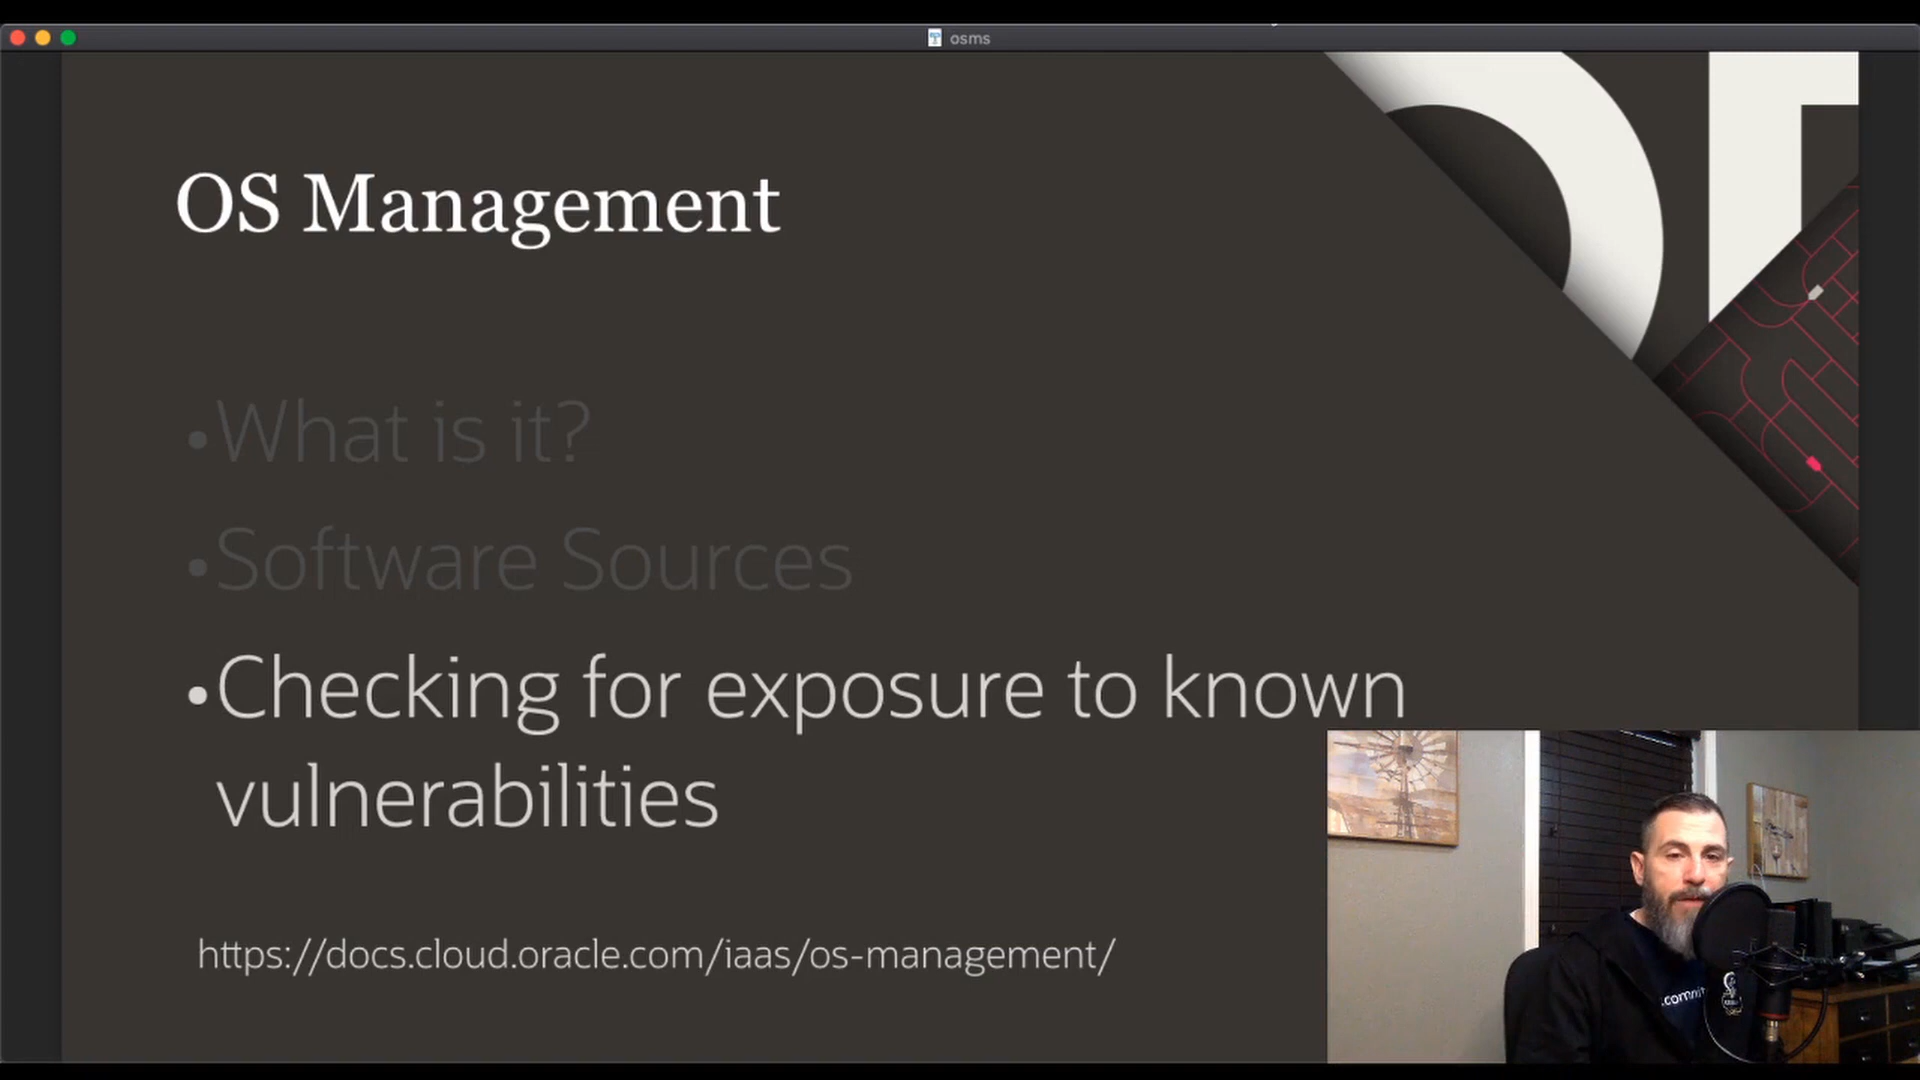 osms
OS Management
•What is it?
•Software Sources
•Checking for exposure to known
vulnerabilities
https://docs.cloud.oracle.com/iaas/os-management/